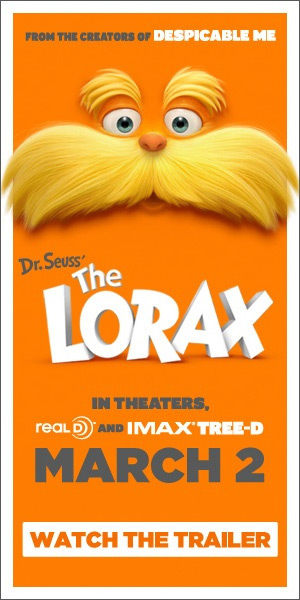 FROM THE CREATORS OF DESPICABLE ME
Dr. Seuss'
The
LORAX
IN THEATERS,
REAL D AND IMAX® TREE-D
MARCH 2
WATCH THE TRAILER